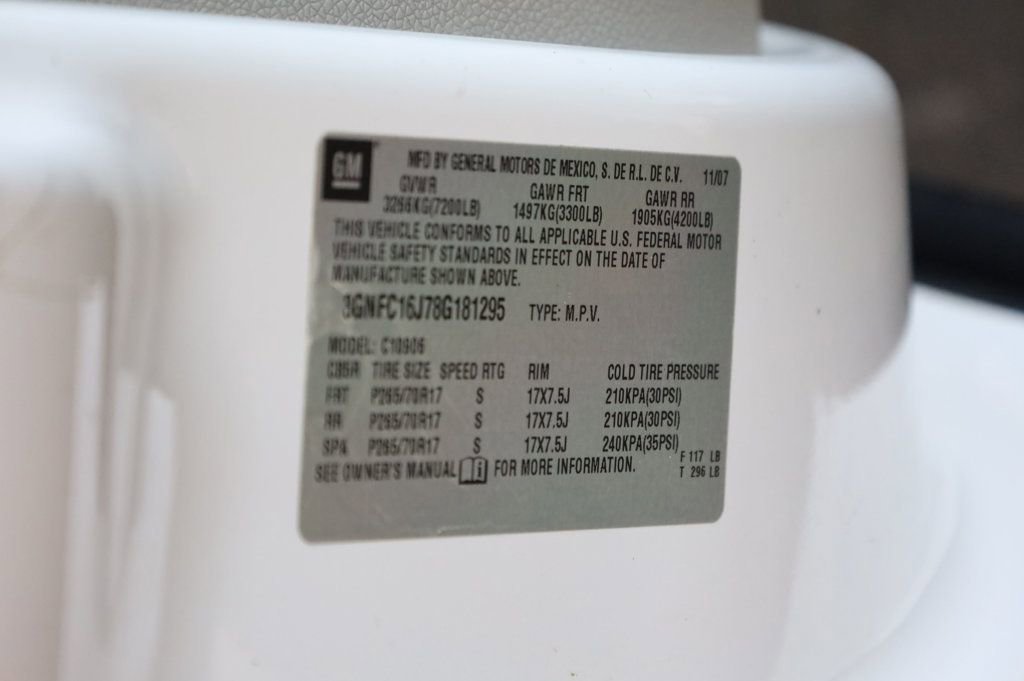 GM
MFD BY GENERAL MOTORS DE MEXICO, S. DE R.L. DE C.V. 11/07
GVWR GAWR FRT GAWR RR
3266KG(7200LB) 1497KG(3300LB) 1905KG(4200LB)
THIS VEHICLE CONFORMS TO ALL APPLICABLE U.S. FEDERAL MOTOR
VEHICLE SAFETY STANDARDS IN EFFECT ON THE DATE OF
MANUFACTURE SHOWN ABOVE.
3GNFC16J78G181295 TYPE: M.P.V.
MODEL: C10906
TIRE SIZE SPEED RTG RIM COLD TIRE PRESSURE
FRT P265/70R17 S 17X7.5J 210KPA(30PSI)
RR P265/70R17 S 17X7.5J 210KPA(30PSI)
SPA P265/70R17 S 17X7.5J 240KPA(35PSI)
F 117 LB
SEE OWNER'S MANUAL FOR MORE INFORMATION.
T 296 LB